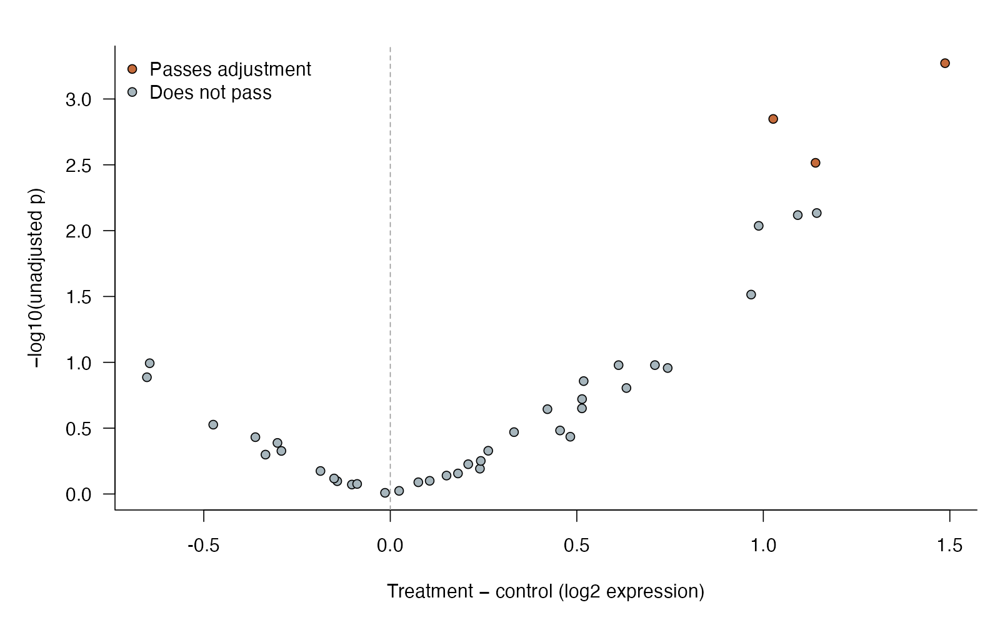 Passes adjustment
Does not pass
−log10(unadjusted p)
3.0
2.5
2.0
1.5
1.0
0.5
0.0
-0.5 0.0 0.5 1.0 1.5
Treatment − control (log2 expression)